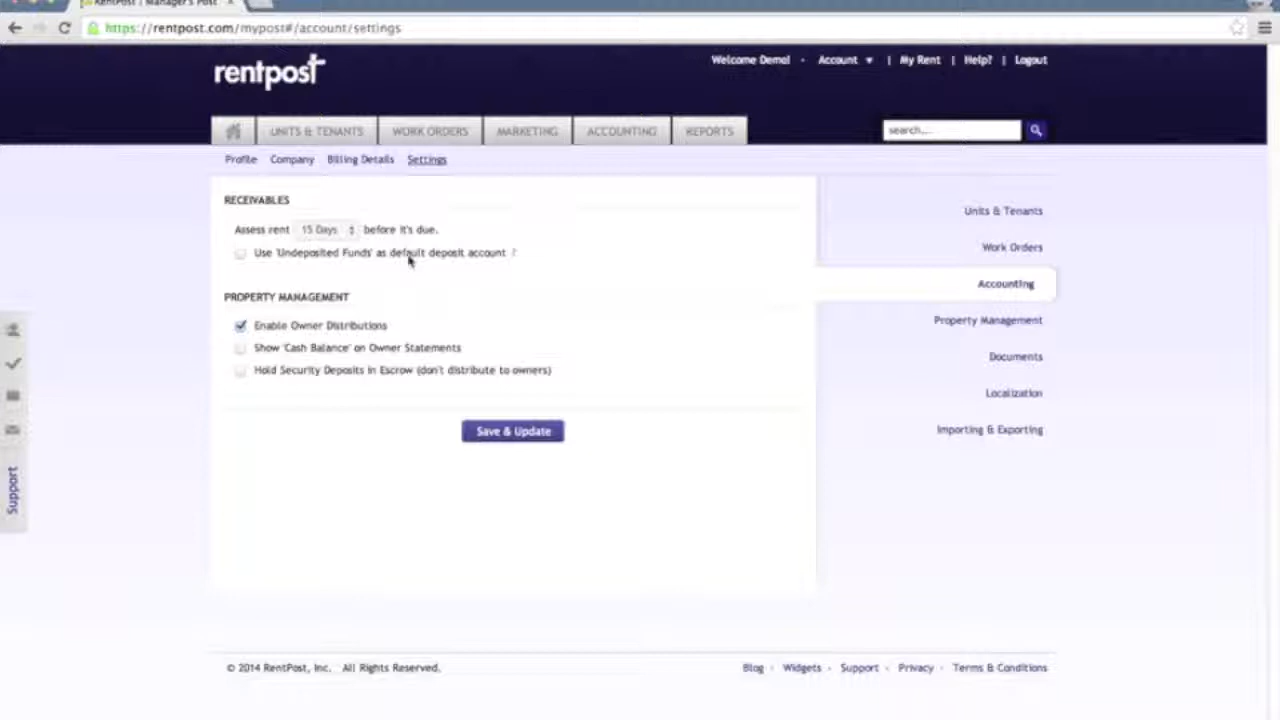 RentPost | Manager's Post
https://rentpost.com/mypost#/account/settings
rentpost
Welcome Demo! Account | My Rent | Help? | Logout
UNITS & TENANTS WORK ORDERS MARKETING ACCOUNTING REPORTS search...
Profile Company Billing Details Settings
RECEIVABLES
Assess rent 15 Days before it's due.
Use 'Undeposited Funds' as default deposit account ?
PROPERTY MANAGEMENT
Enable Owner Distributions
Show 'Cash Balance' on Owner Statements
Hold Security Deposits in Escrow (don't distribute to owners)
Save & Update
Units & Tenants
Work Orders
Accounting
Property Management
Documents
Localization
Importing & Exporting
Support
© 2014 RentPost, Inc. All Rights Reserved.
Blog · Widgets · Support · Privacy · Terms & Conditions